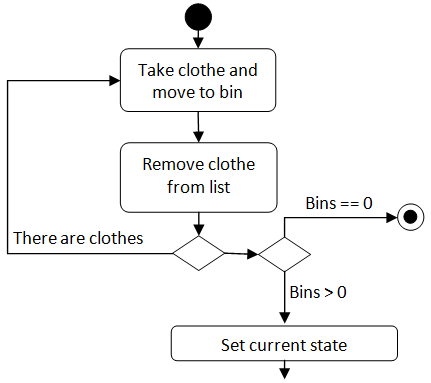 Take clothe and
move to bin
Remove clothe
from list
Bins == 0
There are clothes
Bins > 0
Set current state